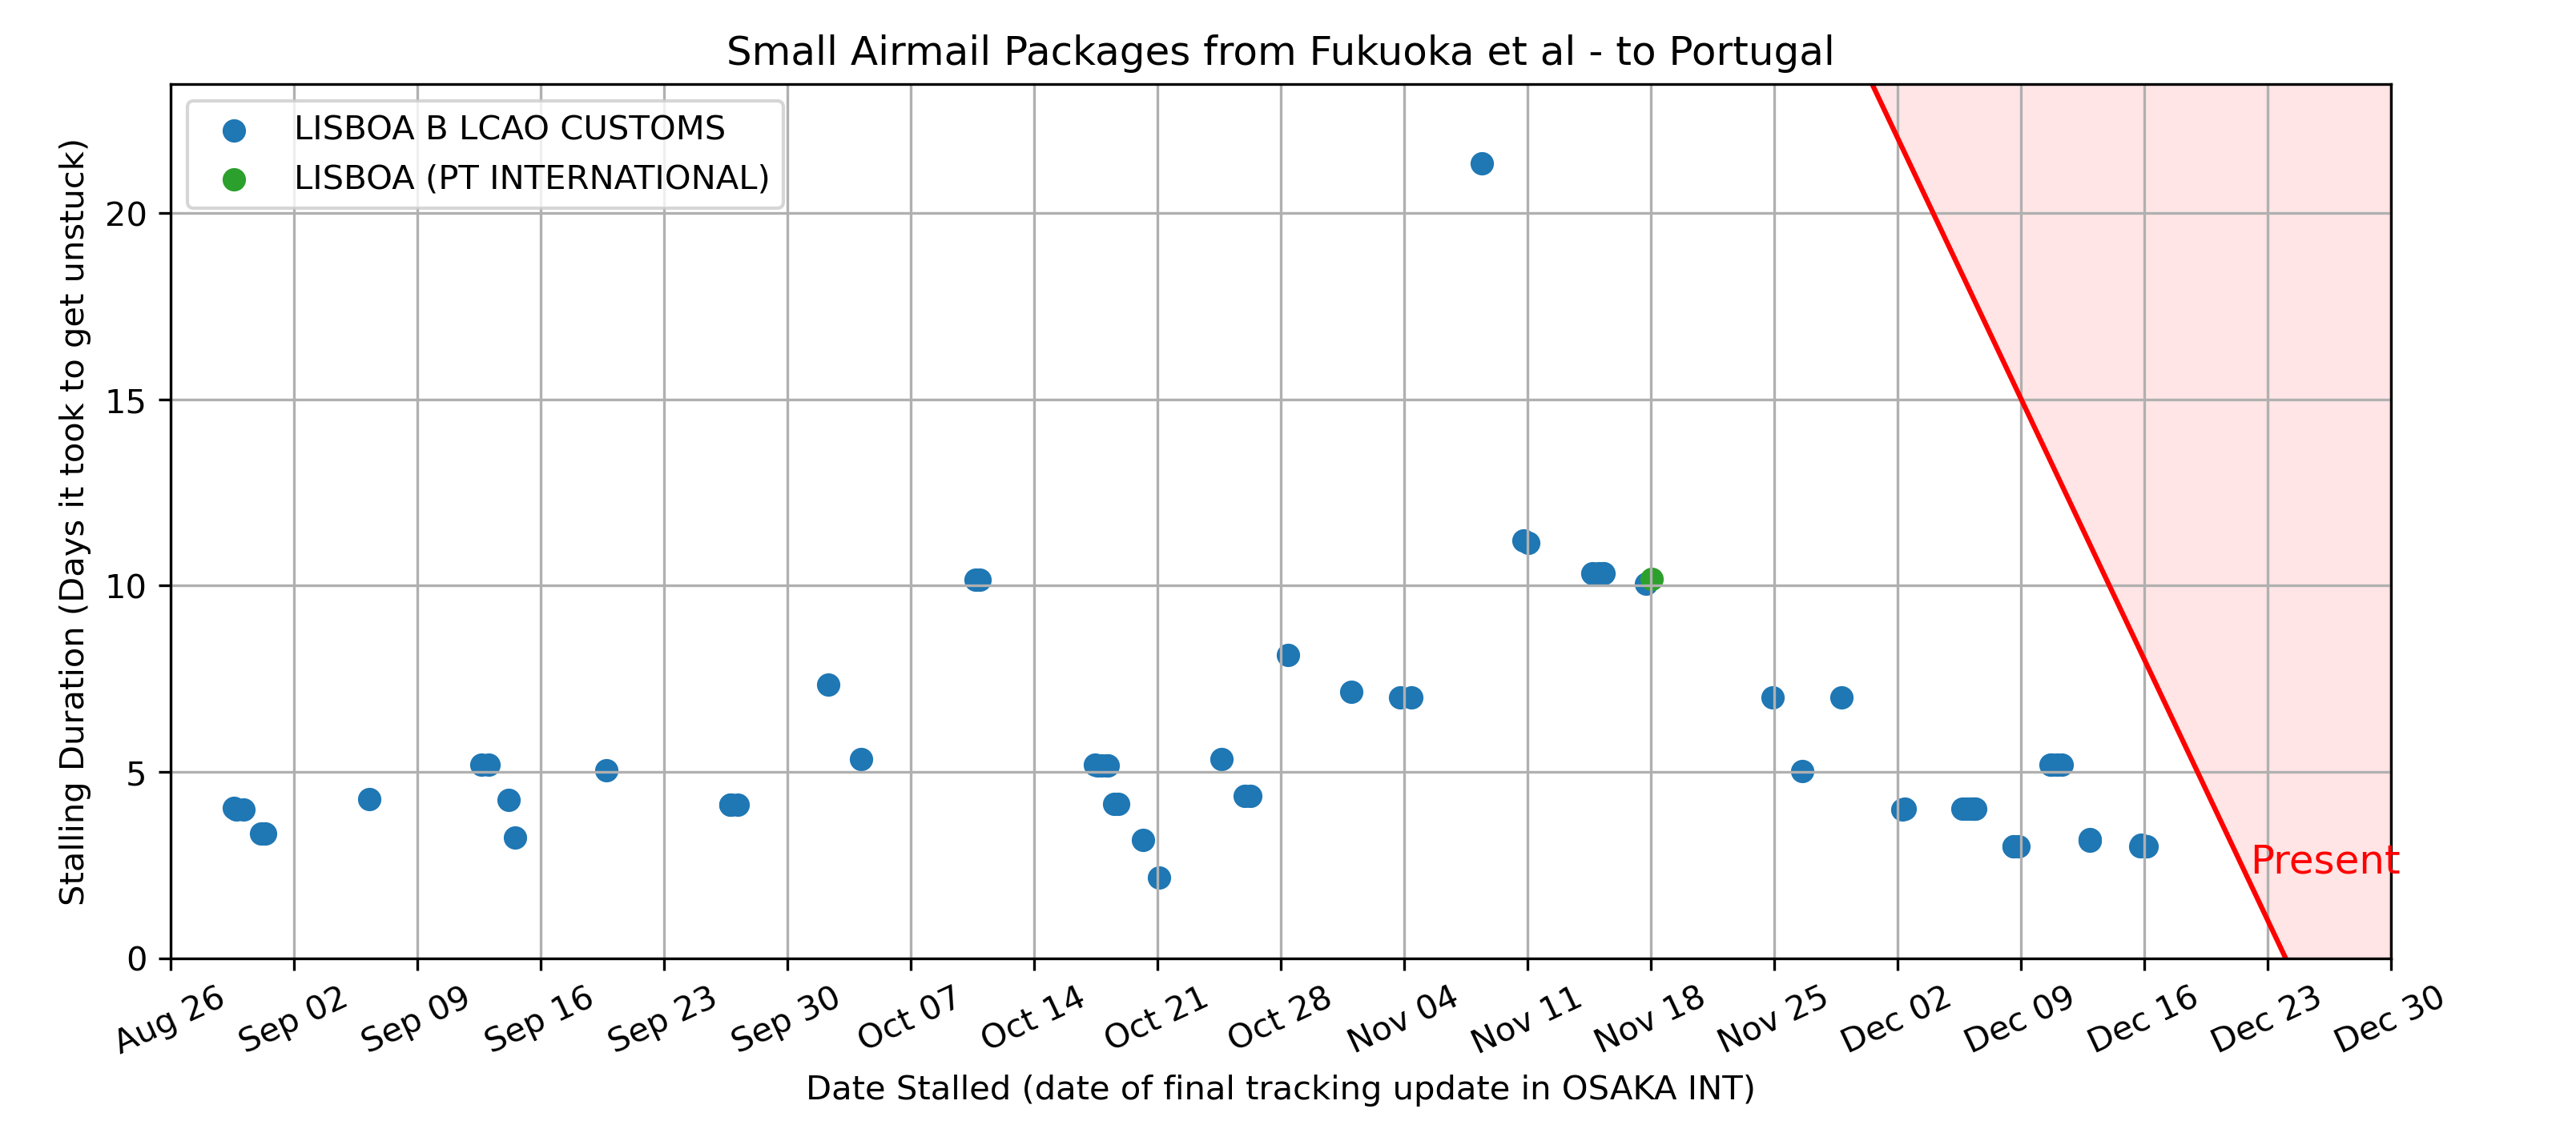 Small Airmail Packages from Fukuoka et al - to Portugal
LISBOA B LCAO CUSTOMS
LISBOA (PT INTERNATIONAL)
Stalling Duration (Days it took to get unstuck)
20
15
10
5
0
Present
Aug 26
Sep 02
Sep 09
Sep 16
Sep 23
Sep 30
Oct 07
Oct 14
Oct 21
Oct 28
Nov 04
Nov 11
Nov 18
Nov 25
Dec 02
Dec 09
Dec 16
Dec 23
Dec 30
Date Stalled (date of final tracking update in OSAKA INT)